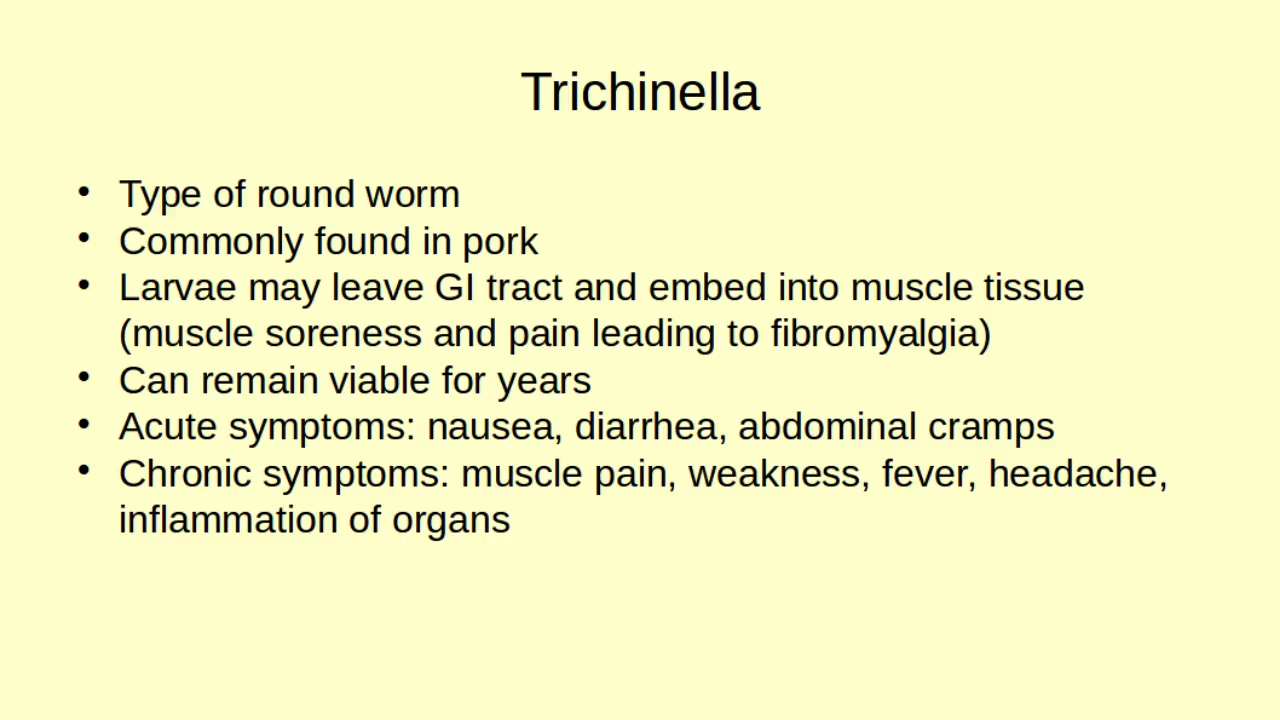 Trichinella
• Type of round worm
• Commonly found in pork
• Larvae may leave GI tract and embed into muscle tissue
(muscle soreness and pain leading to fibromyalgia)
• Can remain viable for years
• Acute symptoms: nausea, diarrhea, abdominal cramps
• Chronic symptoms: muscle pain, weakness, fever, headache,
inflammation of organs